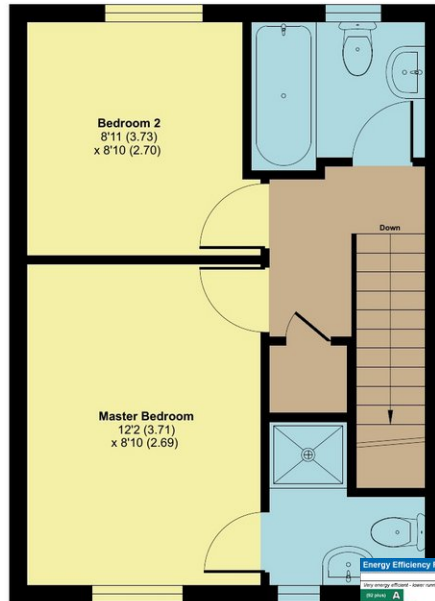 Bedroom 2
8'11 (3.73)
x 8'10 (2.70)
Down
Master Bedroom
12'2 (3.71)
x 8'10 (2.69)
Energy Efficiency
Very energy efficient - lower
(92 plus) A